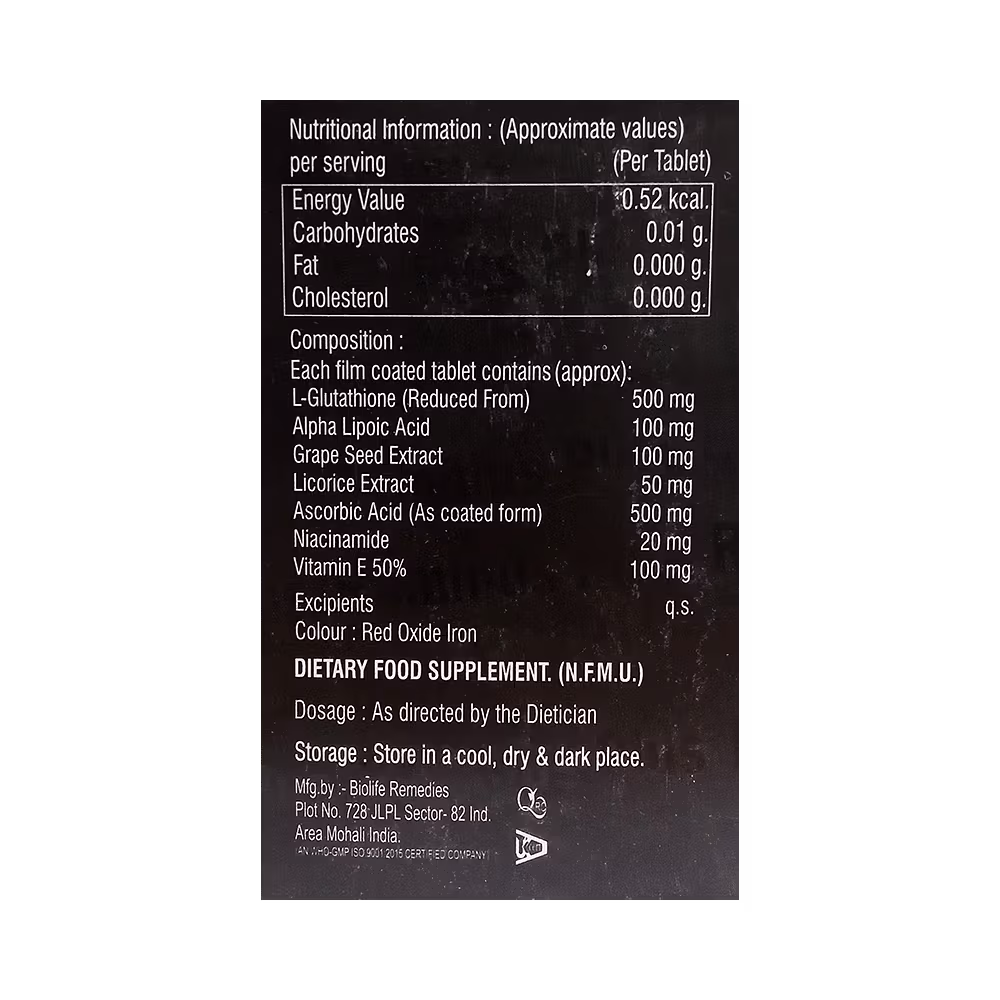 Nutritional Information : (Approximate values)
per serving (Per Tablet)
Energy Value 0.52 kcal.
Carbohydrates 0.01 g.
Fat 0.000 g.
Cholesterol 0.000 g.
Composition :
Each film coated tablet contains (approx):
L-Glutathione (Reduced From) 500 mg
Alpha Lipoic Acid 100 mg
Grape Seed Extract 100 mg
Licorice Extract 50 mg
Ascorbic Acid (As coated form) 500 mg
Niacinamide 20 mg
Vitamin E 50% 100 mg
Excipients q.s.
Colour : Red Oxide Iron
DIETARY FOOD SUPPLEMENT. (N.F.M.U.)
Dosage : As directed by the Dietician
Storage : Store in a cool, dry & dark place.
Mfg.by :- Biolife Remedies
Plot No. 728 JLPL Sector- 82 Ind.
Area Mohali India.
(AN WHO-GMP ISO 9001:2015 CERTIFIED COMPANY)